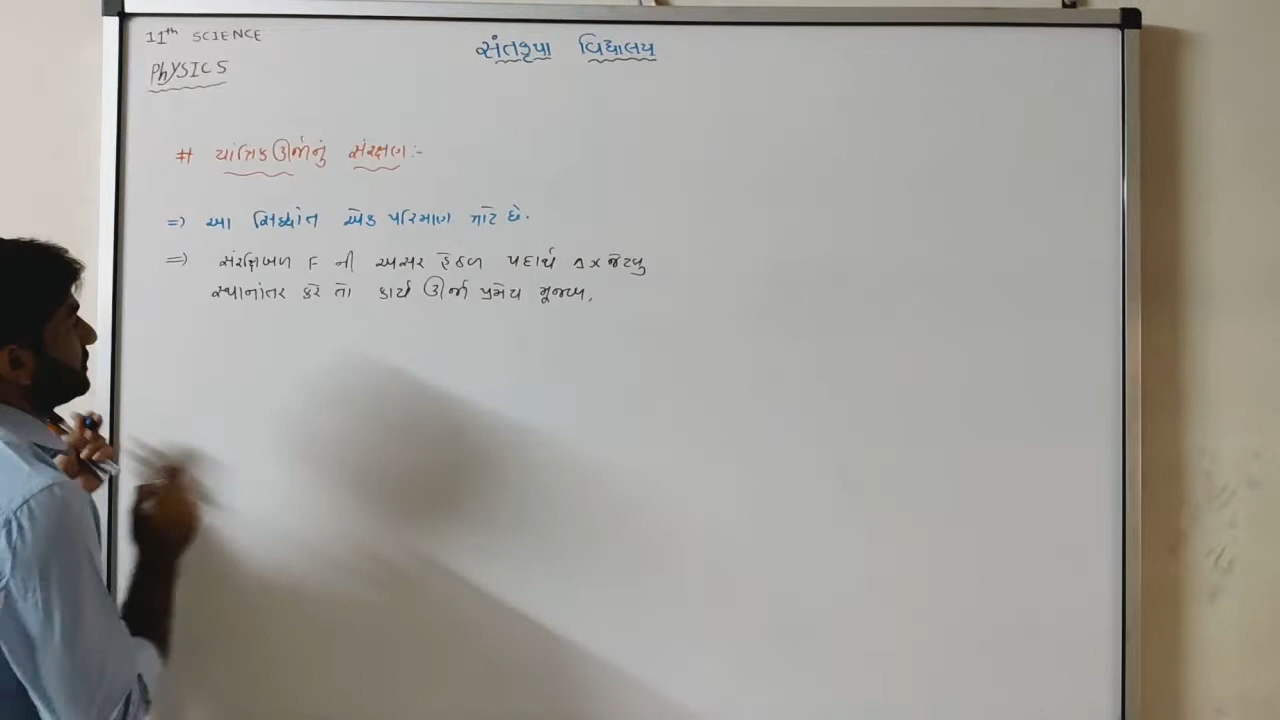 11th SCIENCE
PhYSICS
સંતકૃપા વિદ્યાલય
# યાંત્રિકઊર્જાનું સંરક્ષણ :-
=> આ સિધ્ધાંત એક પરિમાણ માટે છે.
=> સંરક્ષિબળ F ની અસર હેઠળ પદાર્થ Δx જેટલુ
સ્થાનાંતર કરે તો કાર્ય ઊર્જા પ્રમેય મૂજબ,